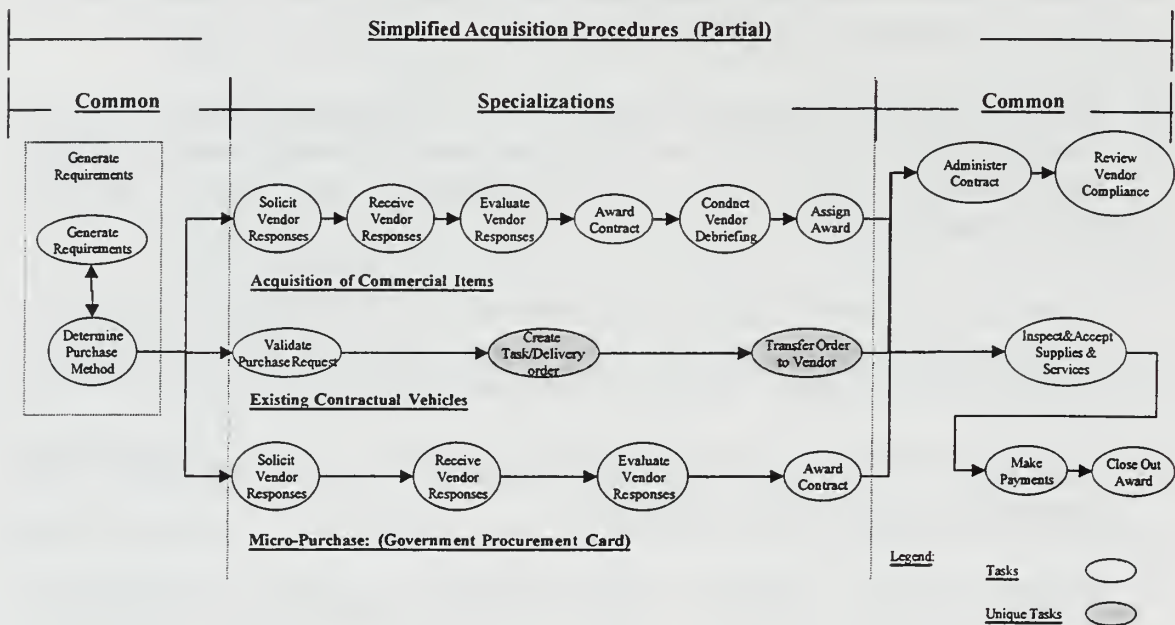 Simplified Acquisition Procedures (Partial)
Common
Specializations
Common
Generate
Requirements
Generate
Requirements
Determine
Purchase
Method
Solicit
Vendor
Responses
Receive
Vendor
Responses
Evaluate
Vendor
Responses
Award
Contract
Conduct
Vendor
Debriefing
Assign
Award
Acquisition of Commercial Items
Validate
Purchase Request
Create
Task/Delivery
order
Transfer Order
to Vendor
Existing Contractual Vehicles
Solicit
Vendor
Responses
Receive
Vendor
Responses
Evaluate
Vendor
Responses
Award
Contract
Micro-Purchase: (Government Procurement Card)
Administer
Contract
Review
Vendor
Compliance
Inspect&Accept
Supplies &
Services
Make
Payments
Close Out
Award
Legend:
Tasks
Unique Tasks